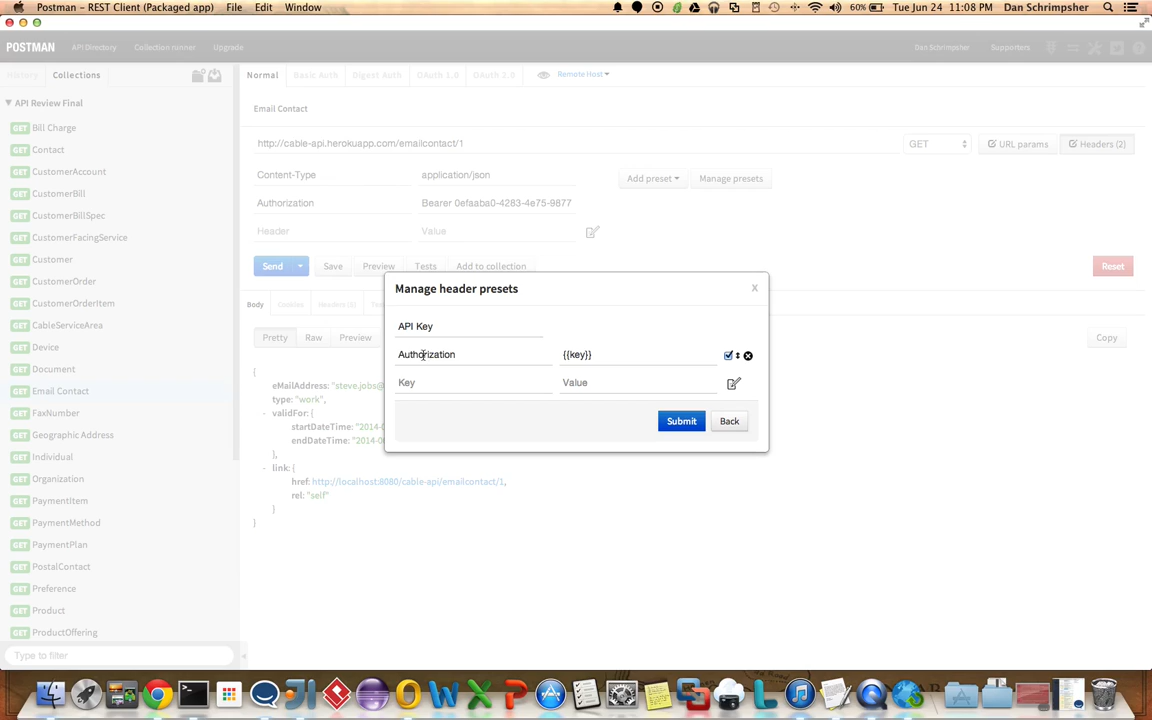 Postman - REST Client (Packaged app) File Edit Window 60% Tue Jun 24 11:08 PM Dan Schrimpsher
POSTMAN API Directory Collection runner Upgrade Dan Schrimpsher Supporters
History Collections Normal Basic Auth Digest Auth OAuth 1.0 OAuth 2.0 Remote Host
API Review Final
Email Contact
GET Bill Charge
http://cable-api.herokuapp.com/emailcontact/1 GET URL params Headers (2)
GET Contact
GET CustomerAccount
Content-Type application/json Add preset Manage presets
GET CustomerBill
Authorization Bearer 0efaaba0-4283-4e75-9877
GET CustomerBillSpec
Header Value
GET CustomerFacingService
GET Customer
Send Save Preview Tests Add to collection Reset
GET CustomerOrder
GET CustomerOrderItem
Body Cookies Headers (8)
GET CableServiceArea
Pretty Raw Preview Copy
GET Device
GET Document
GET Email Contact
GET FaxNumber
GET Geographic Address
GET Individual
GET Organization
GET PaymentItem
GET PaymentMethod
GET PaymentPlan
GET PostalContact
GET Preference
GET Product
GET ProductOffering
Type to filter
{
eMailAddress: "steve.jobs@
type: "work",
- validFor: {
startDateTime: "2014-0
endDateTime: "2014-0
},
- link: {
href: http://localhost:8080/cable-api/emailcontact/1,
rel: "self"
}
}
Manage header presets x
API Key
Authorization {{key}}
Key Value
Submit Back